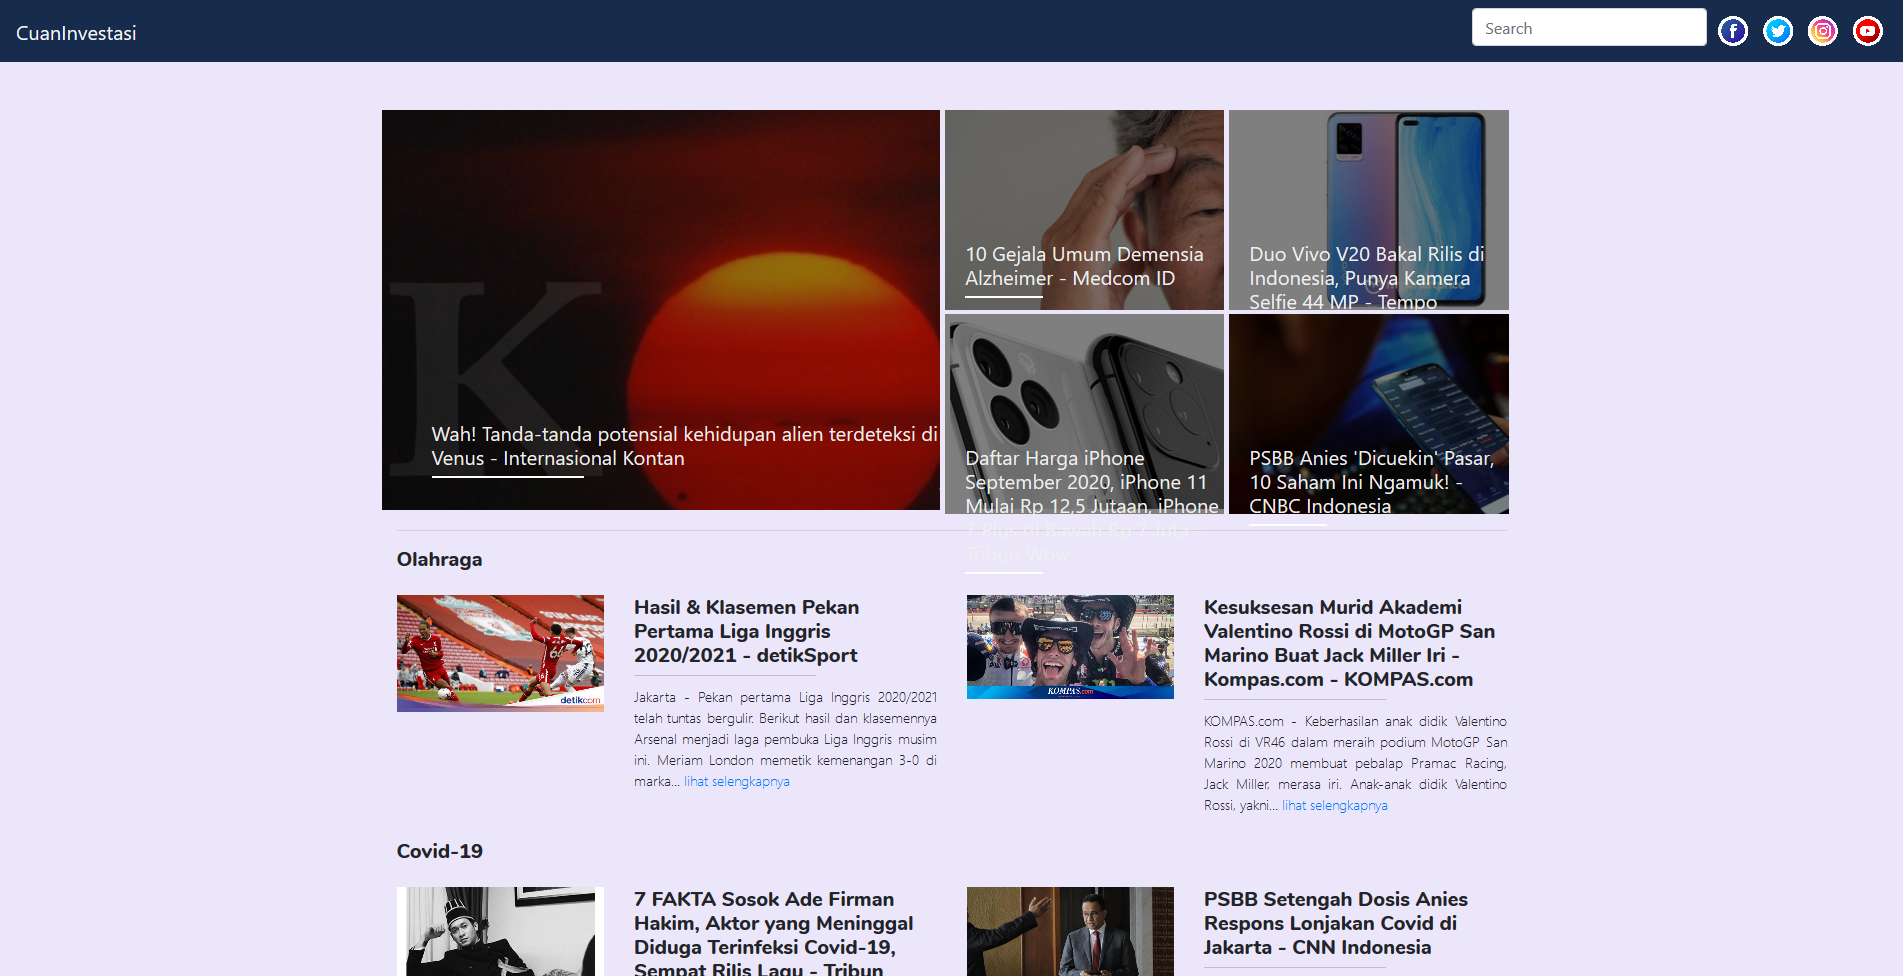 CuanInvestasi
Search
K
Wah! Tanda-tanda potensial kehidupan alien terdeteksi di
Venus - Internasional Kontan
10 Gejala Umum Demensia
Alzheimer - Medcom ID
Duo Vivo V20 Bakal Rilis di
Indonesia, Punya Kamera
Selfie 44 MP - Tempo
Daftar Harga iPhone
September 2020, iPhone 11
Mulai Rp 12,5 Jutaan, iPhone
7 Plus di Bawah Rp 7 Juta -
Tribun Wow
PSBB Anies 'Dicuekin' Pasar,
10 Saham Ini Ngamuk! -
CNBC Indonesia
Olahraga
66
detikcom
Hasil & Klasemen Pekan
Pertama Liga Inggris
2020/2021 - detikSport
Jakarta - Pekan pertama Liga Inggris 2020/2021
telah tuntas bergulir. Berikut hasil dan klasemennya
Arsenal menjadi laga pembuka Liga Inggris musim
ini. Meriam London memetik kemenangan 3-0 di
marka... lihat selengkapnya
KOMPAS.com
Kesuksesan Murid Akademi
Valentino Rossi di MotoGP San
Marino Buat Jack Miller Iri -
Kompas.com - KOMPAS.com
KOMPAS.com - Keberhasilan anak didik Valentino
Rossi di VR46 dalam meraih podium MotoGP San
Marino 2020 membuat pebalap Pramac Racing,
Jack Miller, merasa iri. Anak-anak didik Valentino
Rossi, yakni... lihat selengkapnya
Covid-19
7 FAKTA Sosok Ade Firman
Hakim, Aktor yang Meninggal
Diduga Terinfeksi Covid-19,
Sempat Rilis Lagu - Tribun
PSBB Setengah Dosis Anies
Respons Lonjakan Covid di
Jakarta - CNN Indonesia